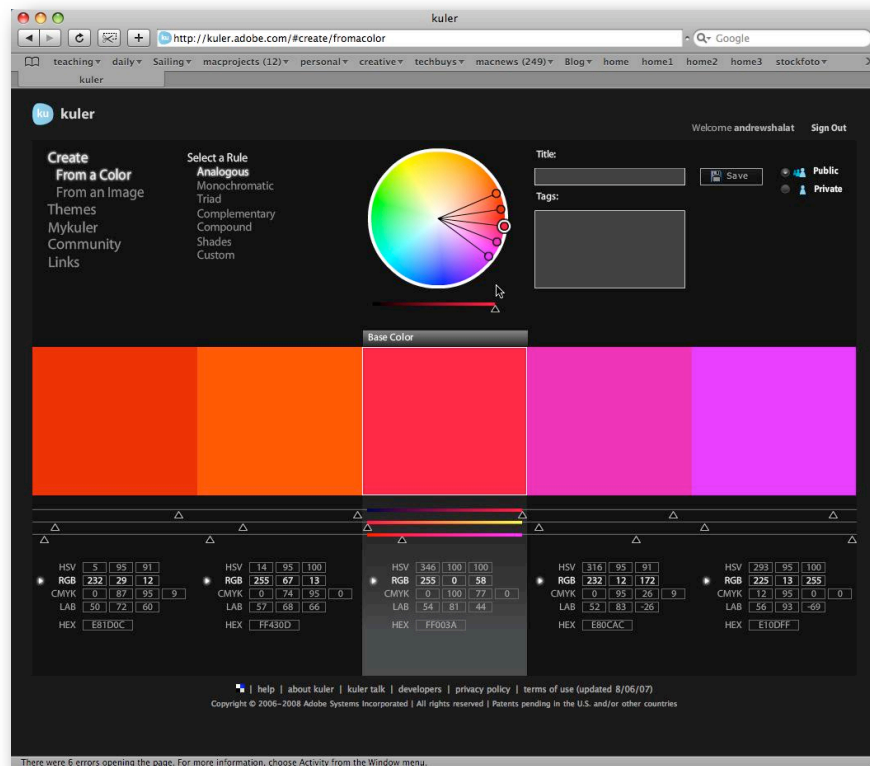 kuler
http://kuler.adobe.com/#create/fromacolor
Google
teaching daily Sailing macprojects (12) personal creative techbuys macnews (249) Blog home home1 home2 home3 stockfoto
kuler
ku kuler
Welcome andrewshalat Sign Out
Create
From a Color
From an Image
Themes
Mykuler
Community
Links
Select a Rule
Analogous
Monochromatic
Triad
Complementary
Compound
Shades
Custom
Title:
Save
Public
Private
Tags:
Base Color
HSV 5 95 91
RGB 232 29 12
CMYK 0 87 95 9
LAB 50 72 60
HEX E81D0C
HSV 14 95 100
RGB 255 67 13
CMYK 0 74 95 0
LAB 57 68 66
HEX FF430D
HSV 346 100 100
RGB 255 0 58
CMYK 0 100 77 0
LAB 54 81 44
HEX FF003A
HSV 316 95 91
RGB 232 12 172
CMYK 0 95 26 9
LAB 52 83 -26
HEX E80CAC
HSV 293 95 100
RGB 225 13 255
CMYK 12 95 0 0
LAB 56 93 -69
HEX E10DFF
| help | about kuler | kuler talk | developers | privacy policy | terms of use (updated 8/06/07)
Copyright © 2006-2008 Adobe Systems Incorporated | All rights reserved | Patents pending in the U.S. and/or other countries
There were 6 errors opening the page. For more information, choose Activity from the Window menu.